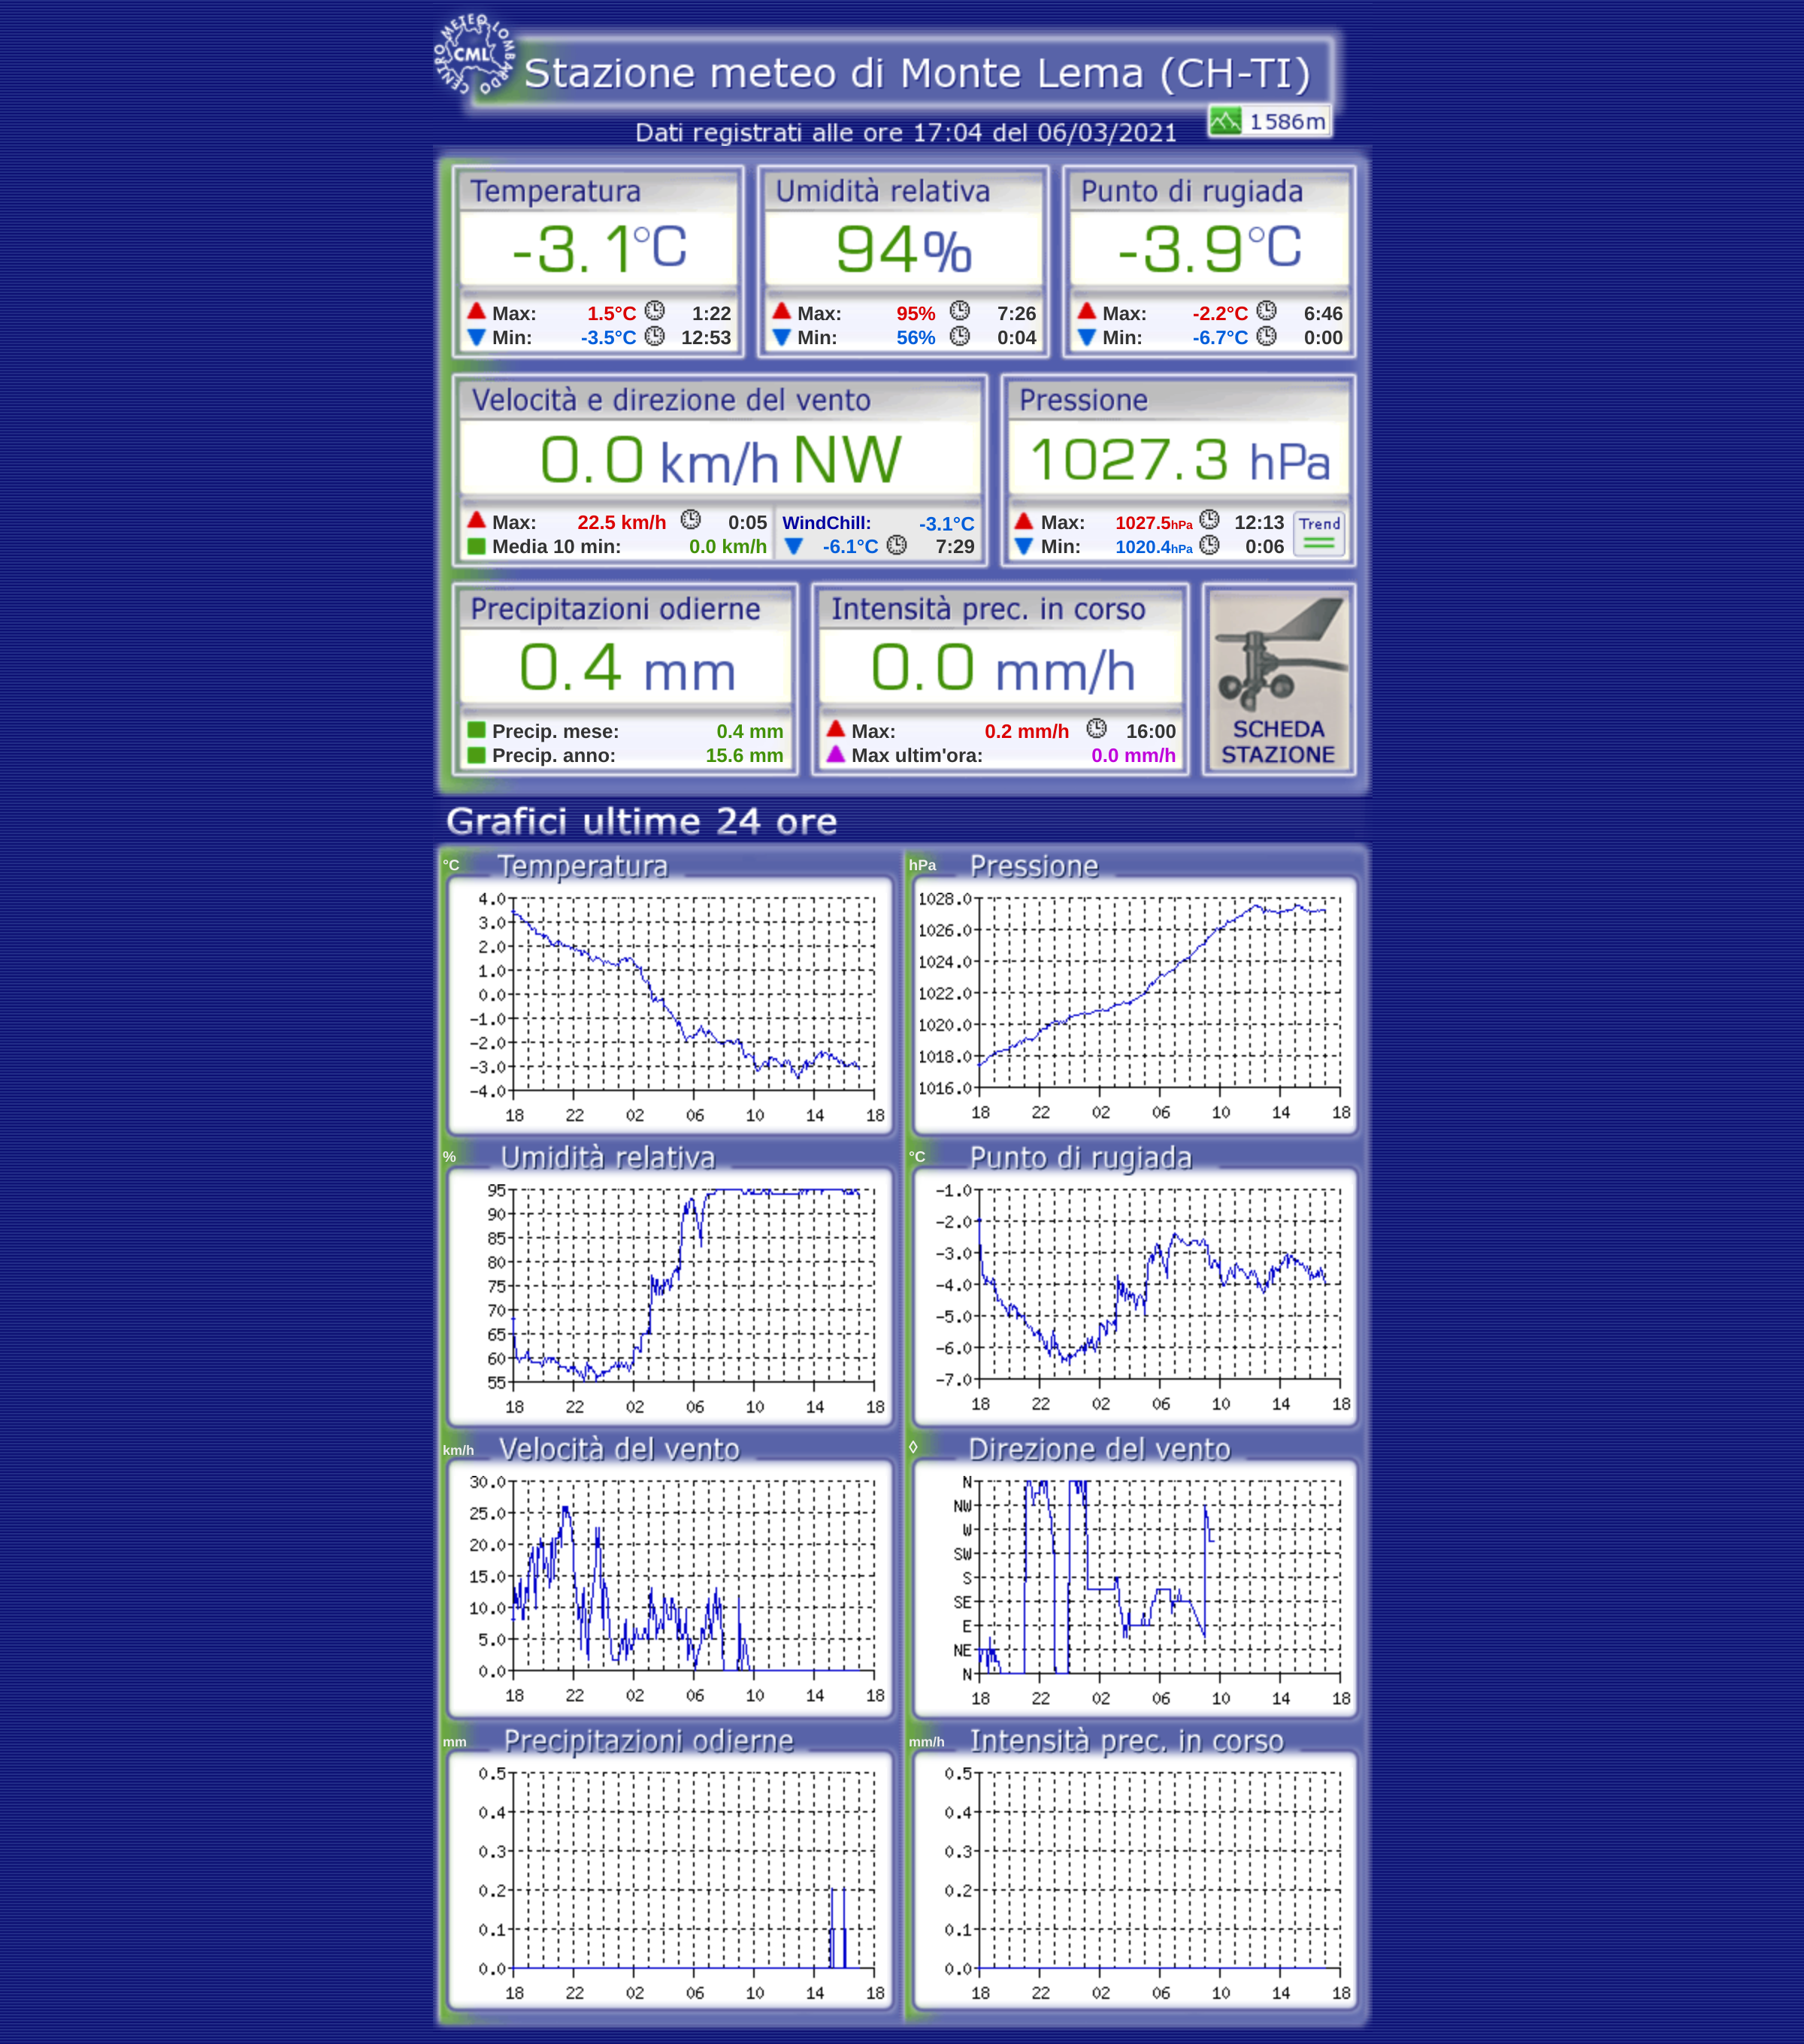 CENTRO METEO LOMBARDO
CML
Stazione meteo di Monte Lema (CH-TI)
1586m
Dati registrati alle ore 17:04 del 06/03/2021
Temperatura
-3.1°C
Max: 1.5°C 1:22
Min: -3.5°C 12:53
Umidità relativa
94%
Max: 95% 7:26
Min: 56% 0:04
Punto di rugiada
-3.9°C
Max: -2.2°C 6:46
Min: -6.7°C 0:00
Velocità e direzione del vento
0.0 km/h NW
Max: 22.5 km/h 0:05
Media 10 min: 0.0 km/h
WindChill: -3.1°C
-6.1°C 7:29
Pressione
1027.3 hPa
Max: 1027.5hPa 12:13
Min: 1020.4hPa 0:06
Trend
Precipitazioni odierne
0.4 mm
Precip. mese: 0.4 mm
Precip. anno: 15.6 mm
Intensità prec. in corso
0.0 mm/h
Max: 0.2 mm/h 16:00
Max ultim'ora: 0.0 mm/h
SCHEDA
STAZIONE
Grafici ultime 24 ore
°C Temperatura
4.0
3.0
2.0
1.0
0.0
-1.0
-2.0
-3.0
-4.0
18 22 02 06 10 14 18
hPa Pressione
1028.0
1026.0
1024.0
1022.0
1020.0
1018.0
1016.0
18 22 02 06 10 14 18
% Umidità relativa
95
90
85
80
75
70
65
60
55
18 22 02 06 10 14 18
°C Punto di rugiada
-1.0
-2.0
-3.0
-4.0
-5.0
-6.0
-7.0
18 22 02 06 10 14 18
km/h Velocità del vento
30.0
25.0
20.0
15.0
10.0
5.0
0.0
18 22 02 06 10 14 18
◊ Direzione del vento
N
NW
W
SW
S
SE
E
NE
N
18 22 02 06 10 14 18
mm Precipitazioni odierne
0.5
0.4
0.3
0.2
0.1
0.0
18 22 02 06 10 14 18
mm/h Intensità prec. in corso
0.5
0.4
0.3
0.2
0.1
0.0
18 22 02 06 10 14 18